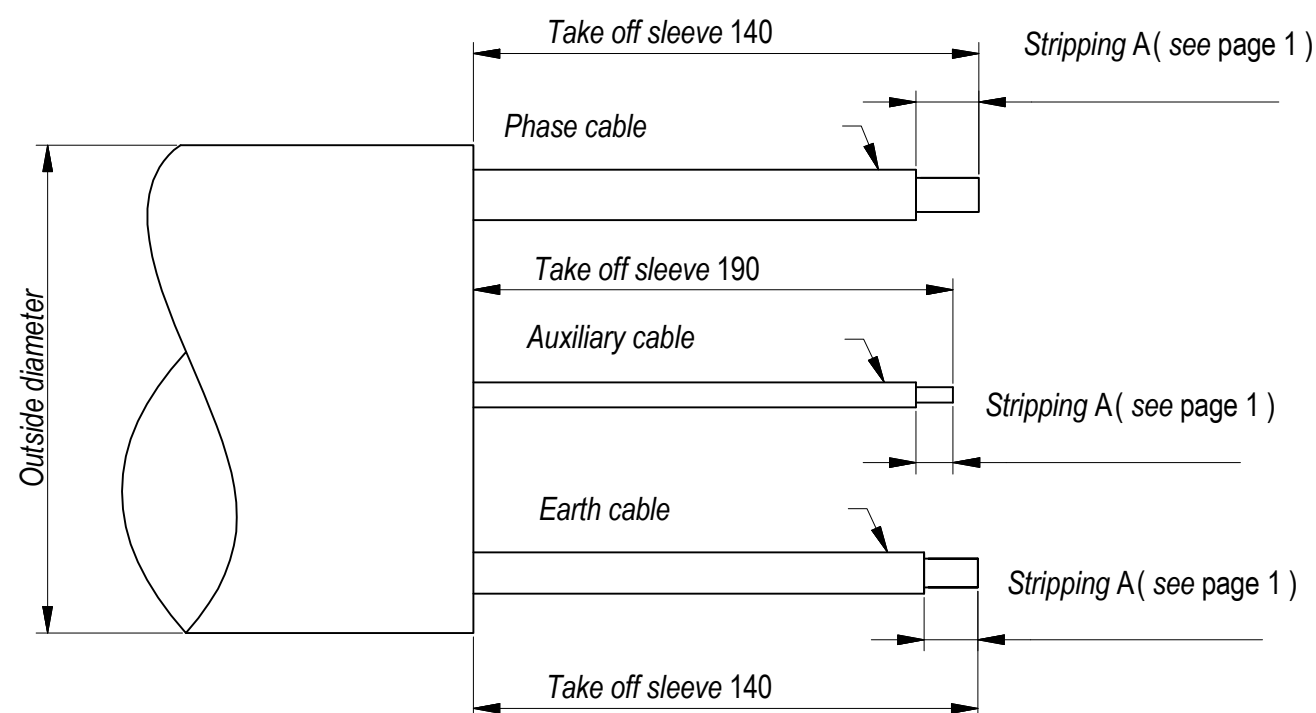 Take off sleeve 140
Stripping A( see page 1 )
Phase cable
Take off sleeve 190
Auxiliary cable
Stripping A( see page 1 )
Outside diameter
Earth cable
Stripping A( see page 1 )
Take off sleeve 140